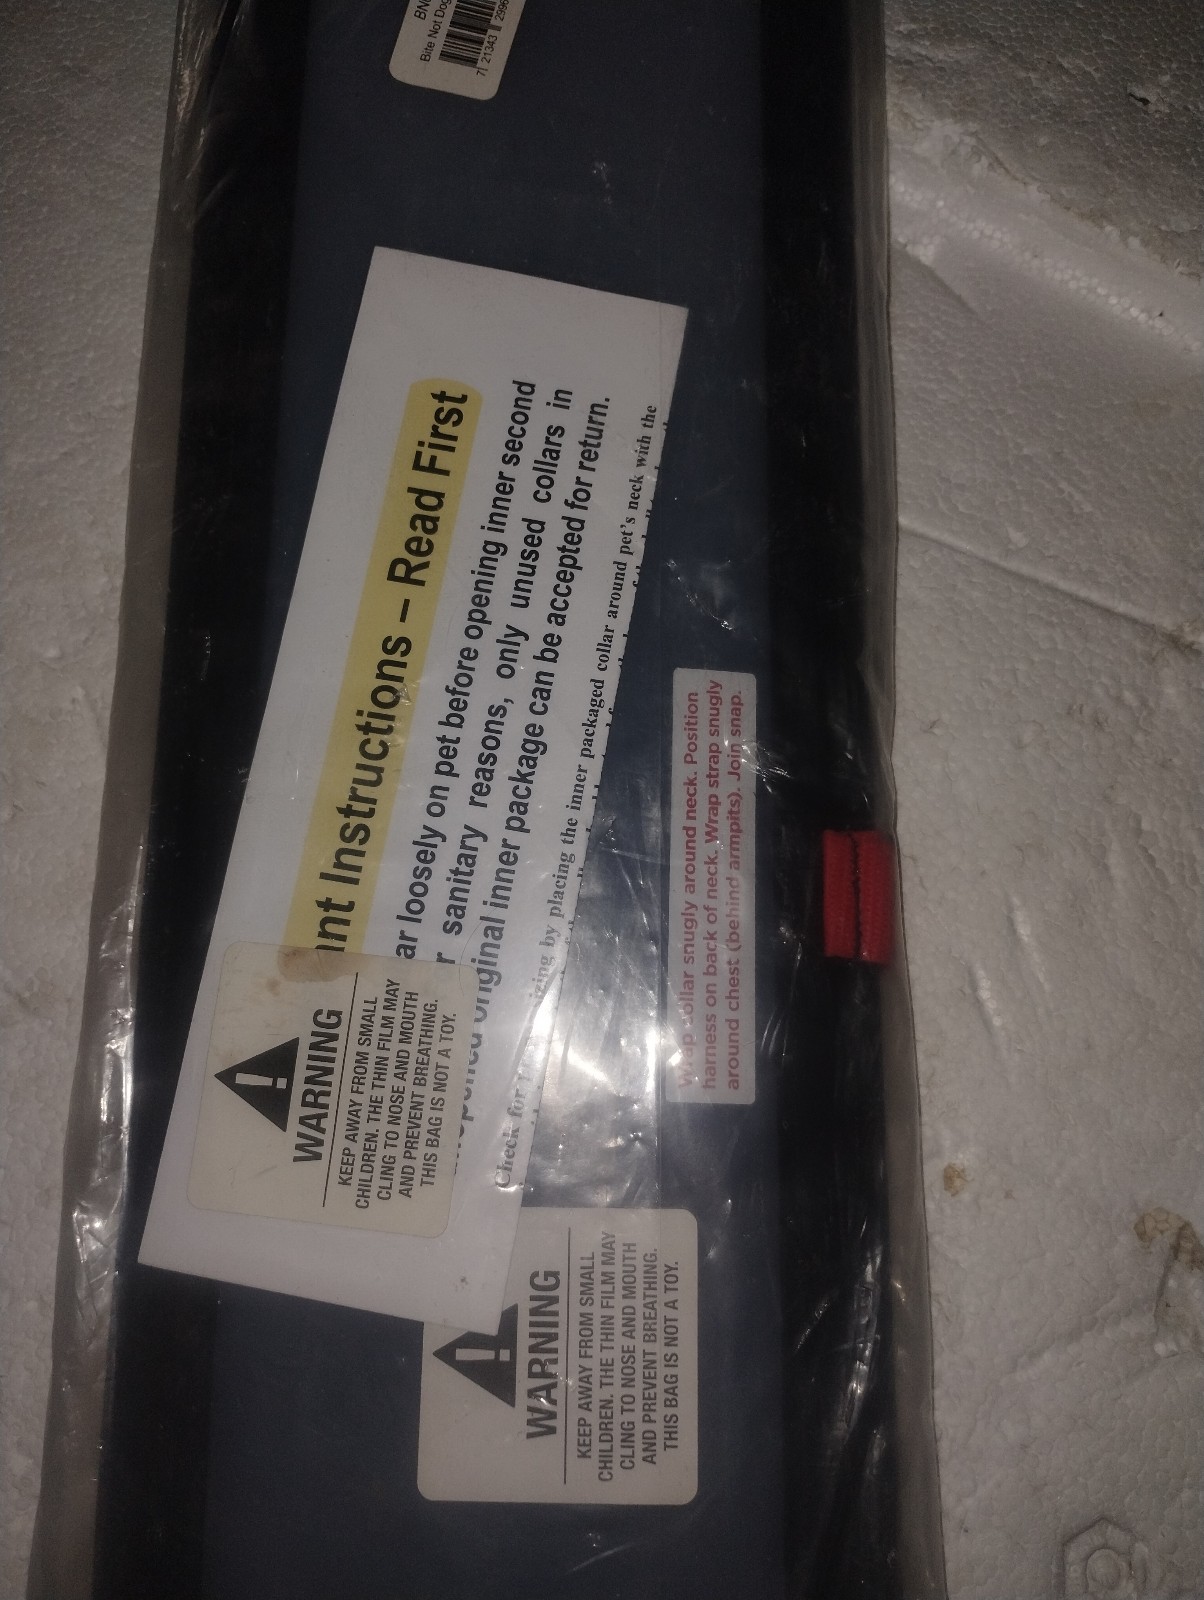 BN
Bite Not Dog
7 21343 2996
ant Instructions – Read First
ar loosely on pet before opening inner second
r sanitary reasons, only unused collars in
original inner package can be accepted for return.
Check for by placing the inner packaged collar around pet's neck with the
Wrap collar snugly around neck. Position
harness on back of neck. Wrap strap snugly
around chest (behind armpits). Join snap.
WARNING
KEEP AWAY FROM SMALL
CHILDREN. THE THIN FILM MAY
CLING TO NOSE AND MOUTH
AND PREVENT BREATHING.
THIS BAG IS NOT A TOY.
WARNING
KEEP AWAY FROM SMALL
CHILDREN. THE THIN FILM MAY
CLING TO NOSE AND MOUTH
AND PREVENT BREATHING.
THIS BAG IS NOT A TOY.